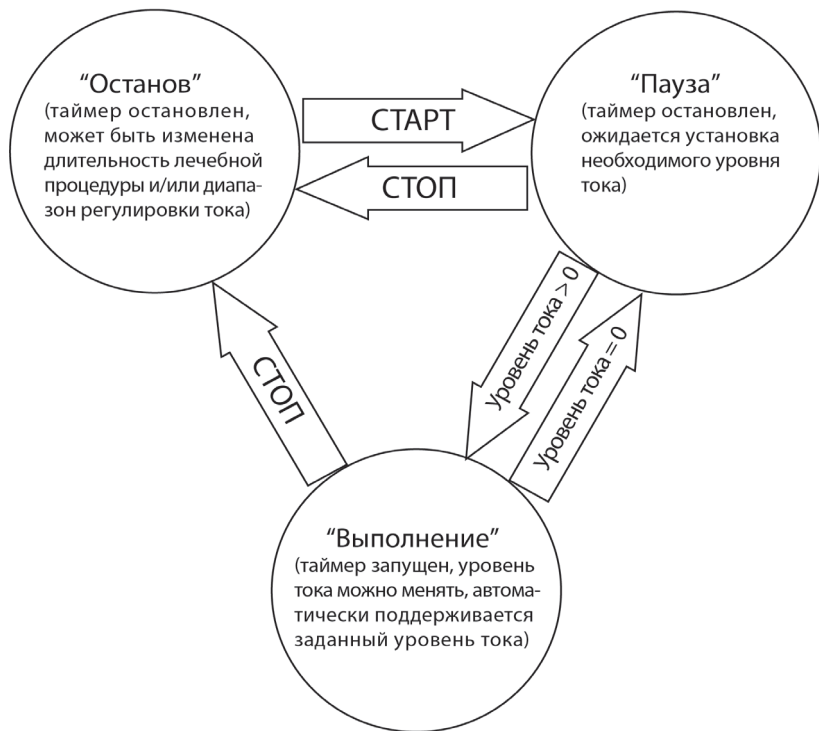 “Останов”
(таймер остановлен,
может быть изменена
длительность лечебной
процедуры и/или диапа-
зон регулировки тока)
СТАРТ
СТОП
“Пауза”
(таймер остановлен,
ожидается установка
необходимого уровня
тока)
Уровень тока > 0
Уровень тока = 0
СТОП
“Выполнение”
(таймер запущен, уровень
тока можно менять, автома-
тически поддерживается
заданный уровень тока)